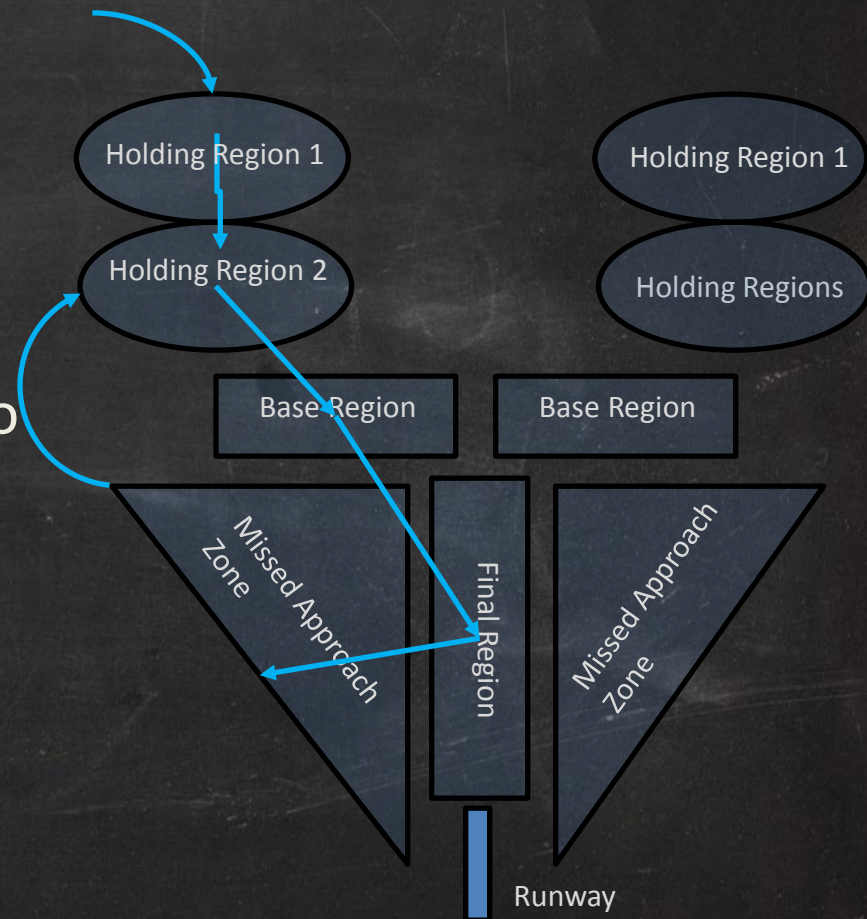 Holding Region 1
Holding Region 1
Holding Region 2
Holding Regions
o
Base Region
Base Region
Missed Approach
Zone
Final Region
Missed Approach
Zone
Runway